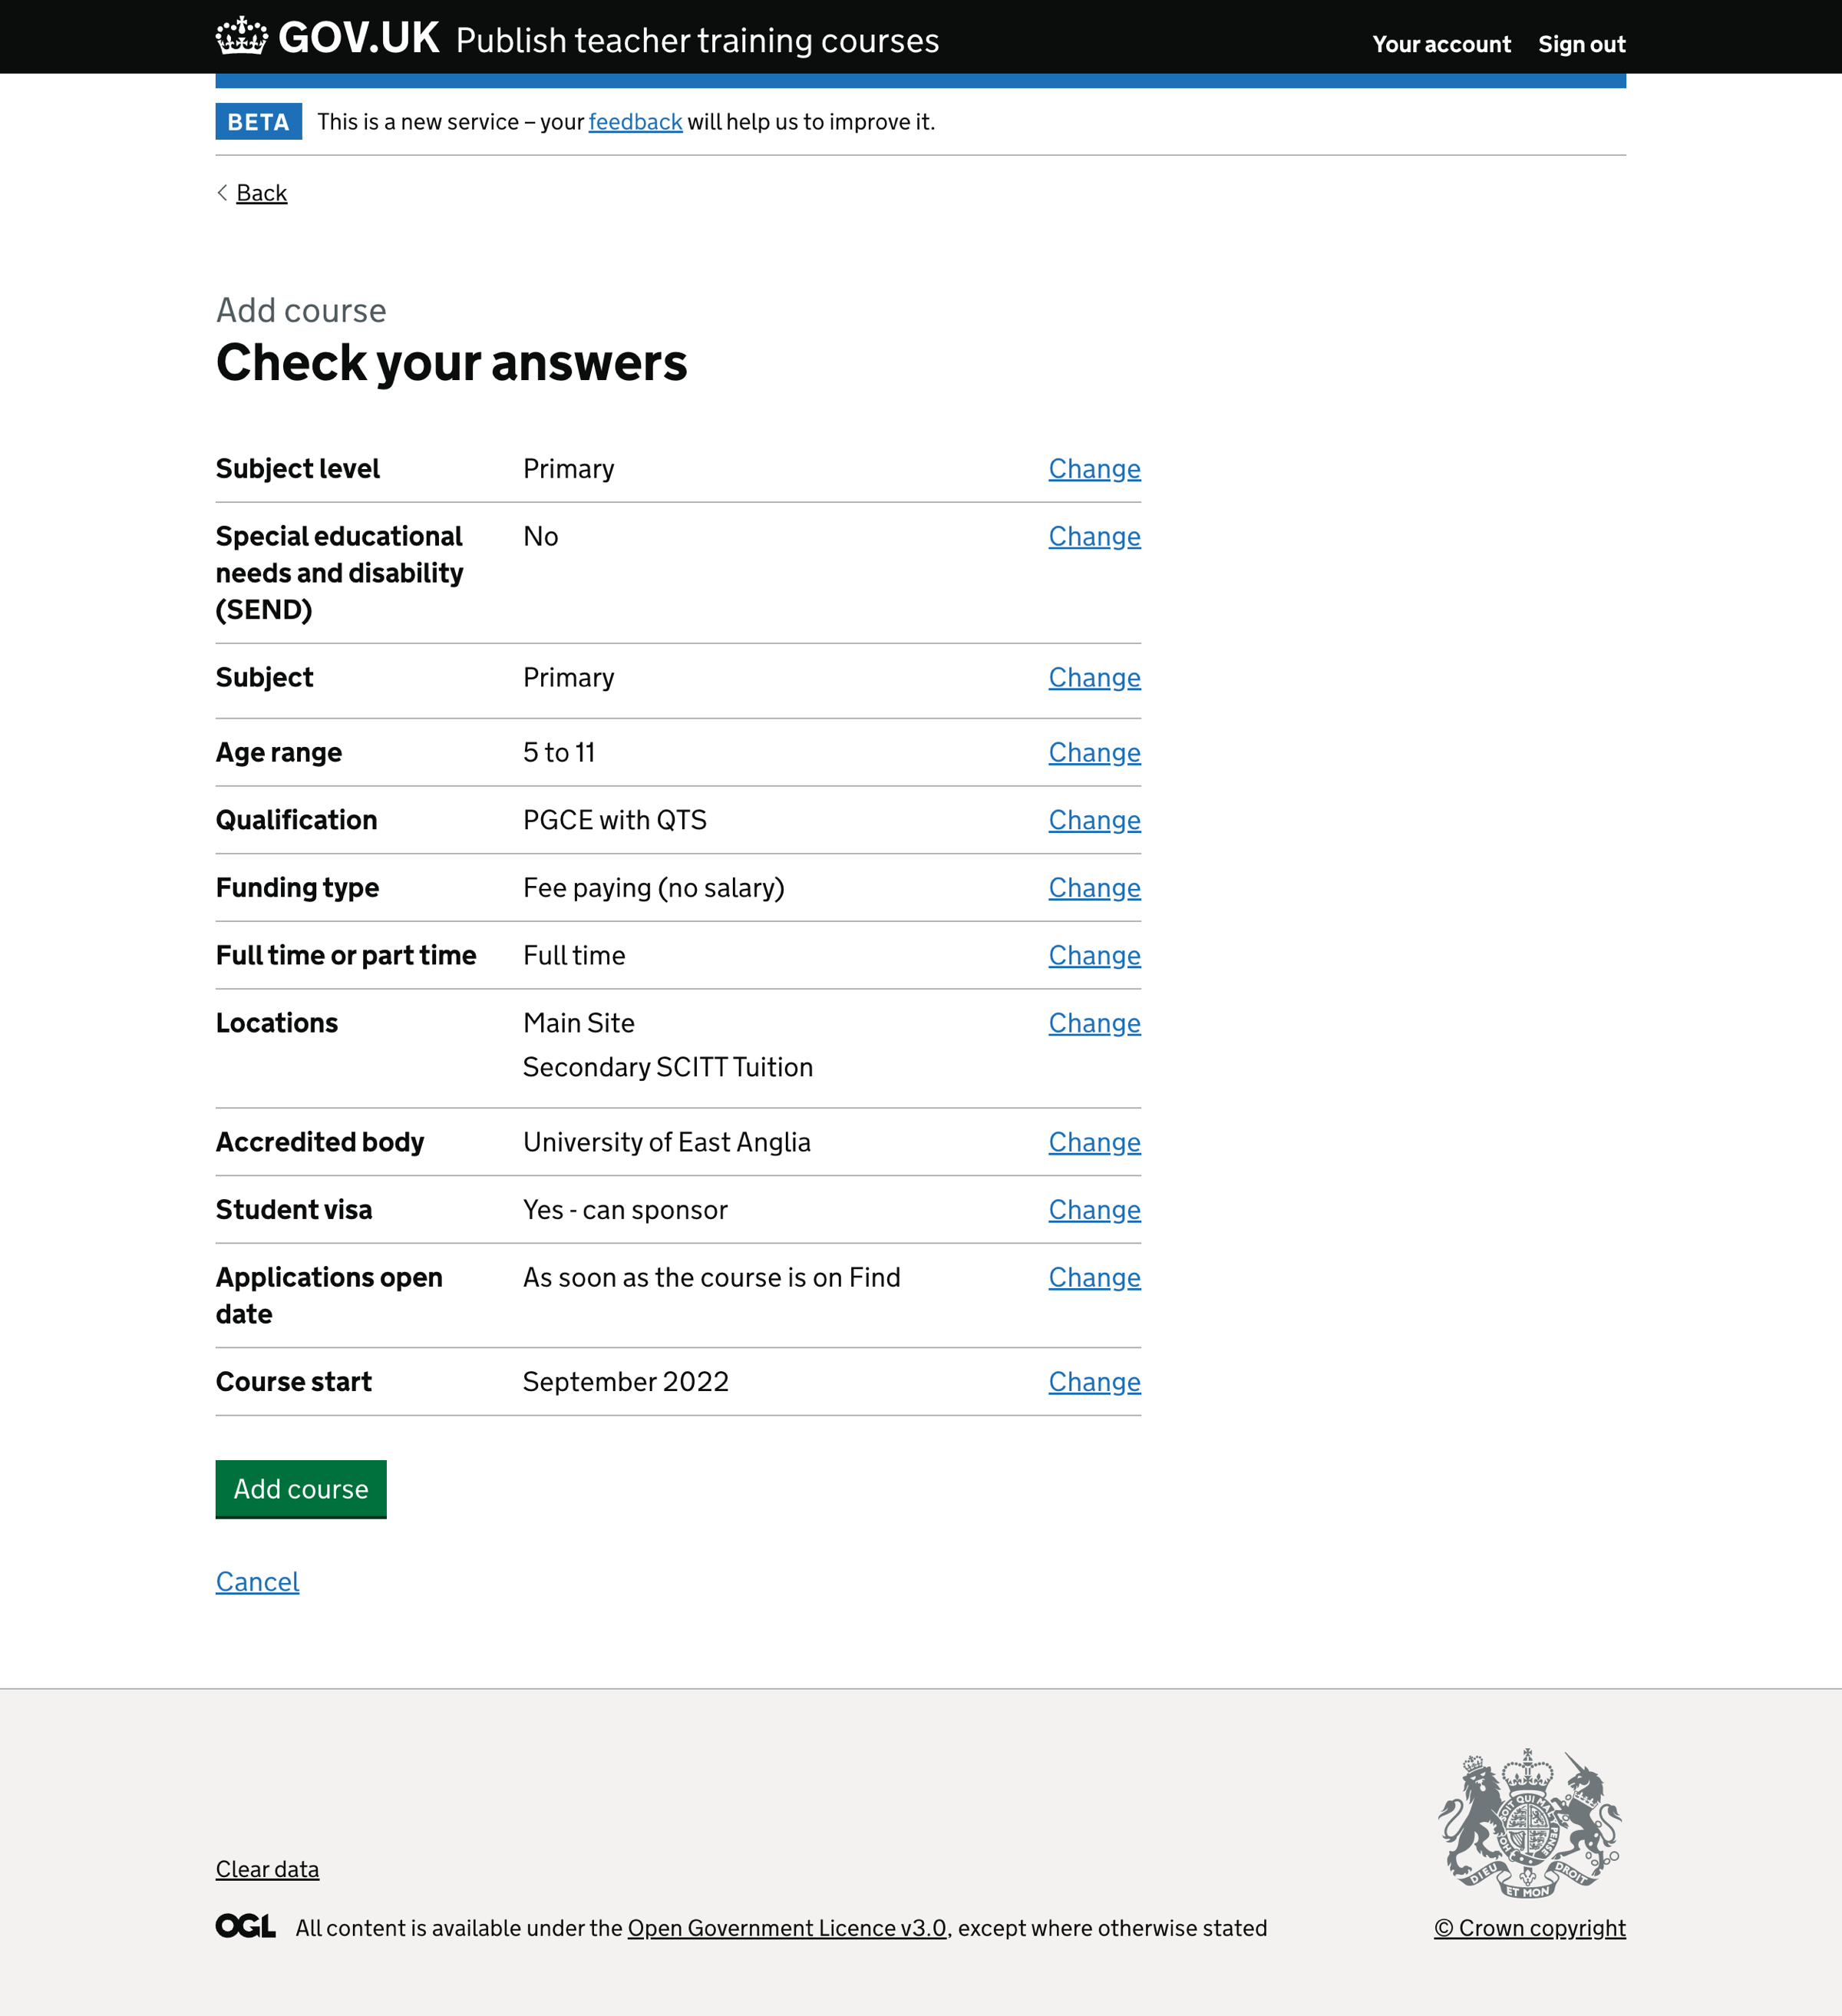 GOV.UK Publish teacher training courses Your account Sign out
BETA This is a new service – your feedback will help us to improve it.
Back
Add course
Check your answers
Subject level Primary Change
Special educational No Change
needs and disability
(SEND)
Subject Primary Change
Age range 5 to 11 Change
Qualification PGCE with QTS Change
Funding type Fee paying (no salary) Change
Full time or part time Full time Change
Locations Main Site Change
Secondary SCITT Tuition
Accredited body University of East Anglia Change
Student visa Yes - can sponsor Change
Applications open As soon as the course is on Find Change
date
Course start September 2022 Change
Add course
Cancel
Clear data
DIEU ET MON DROIT
OGL All content is available under the Open Government Licence v3.0, except where otherwise stated © Crown copyright